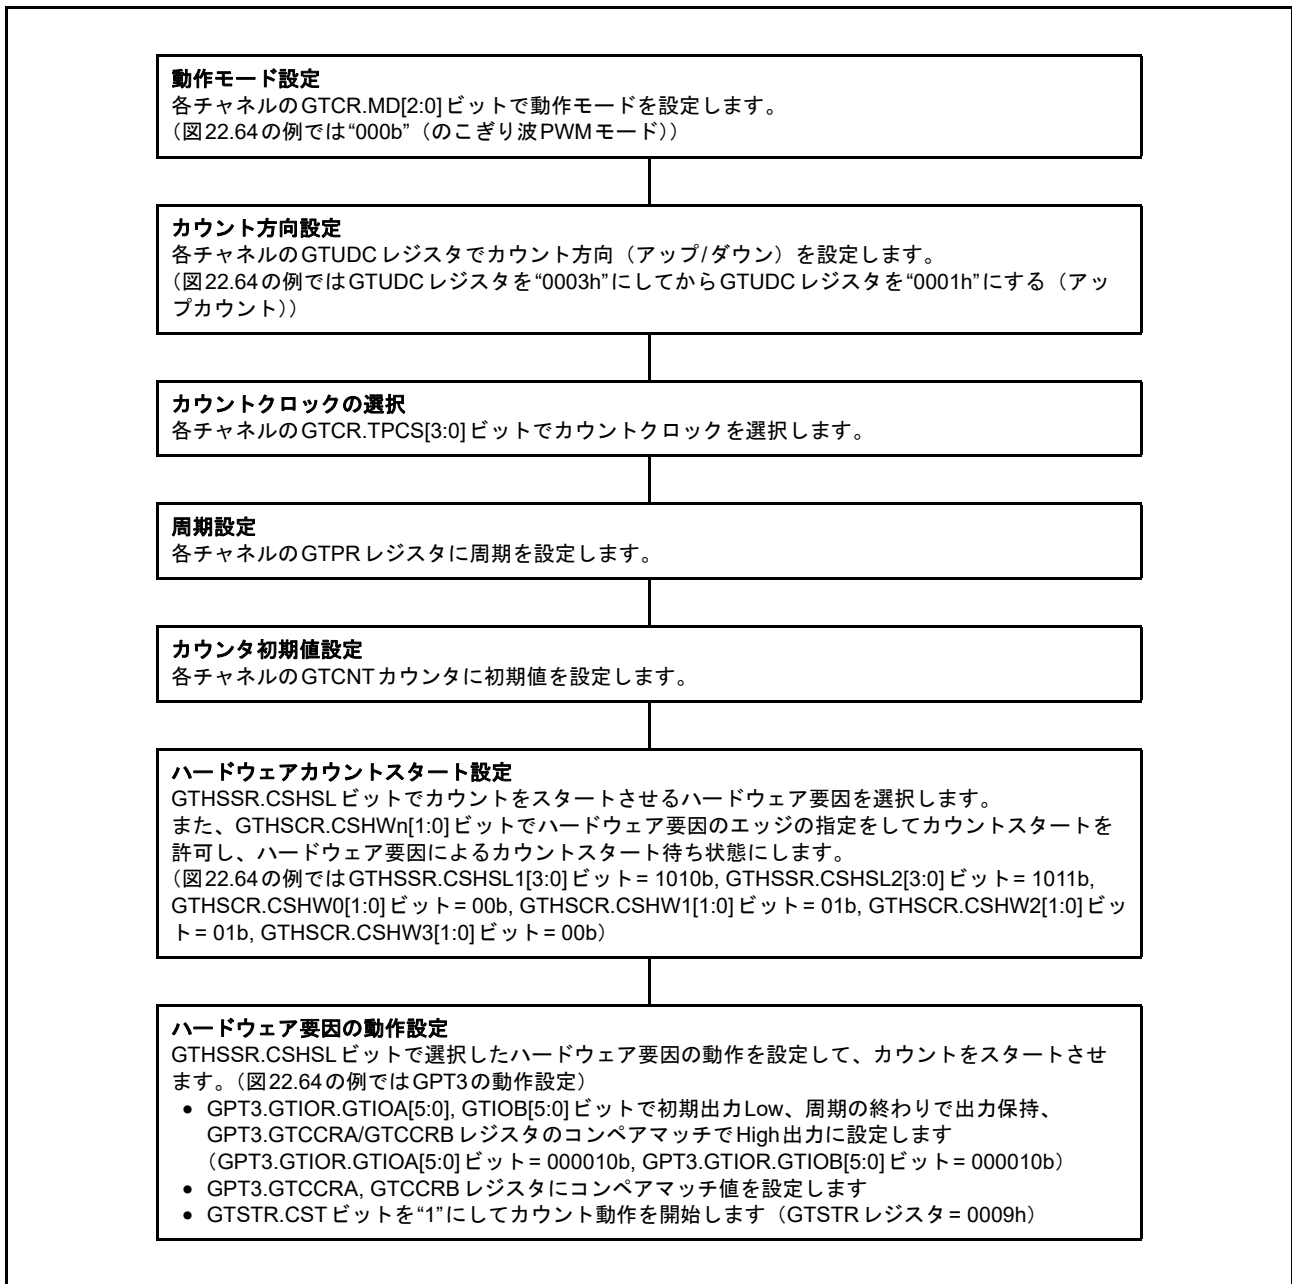 動作モード設定
各チャネルのGTCR.MD[2:0]ビットで動作モードを設定します。
（図22.64の例では“000b”（のこぎり波PWMモード））
カウント方向設定
各チャネルのGTUDCレジスタでカウント方向（アップ/ダウン）を設定します。
（図22.64の例ではGTUDCレジスタを“0003h”にしてからGTUDCレジスタを“0001h”にする（アッ
プカウント））
カウントクロックの選択
各チャネルのGTCR.TPCS[3:0]ビットでカウントクロックを選択します。
周期設定
各チャネルのGTPRレジスタに周期を設定します。
カウンタ初期値設定
各チャネルのGTCNTカウンタに初期値を設定します。
ハードウェアカウントスタート設定
GTHSSR.CSHSLビットでカウントをスタートさせるハードウェア要因を選択します。
また、GTHSCR.CSHWn[1:0]ビットでハードウェア要因のエッジの指定をしてカウントスタートを
許可し、ハードウェア要因によるカウントスタート待ち状態にします。
（図22.64の例ではGTHSSR.CSHSL1[3:0]ビット= 1010b, GTHSSR.CSHSL2[3:0]ビット= 1011b,
GTHSCR.CSHW0[1:0]ビット= 00b, GTHSCR.CSHW1[1:0]ビット= 01b, GTHSCR.CSHW2[1:0]ビッ
ト= 01b, GTHSCR.CSHW3[1:0]ビット= 00b）
ハードウェア要因の動作設定
GTHSSR.CSHSLビットで選択したハードウェア要因の動作を設定して、カウントをスタートさせ
ます。（図22.64の例ではGPT3の動作設定）
• GPT3.GTIOR.GTIOA[5:0], GTIOB[5:0]ビットで初期出力Low、周期の終わりで出力保持、
GPT3.GTCCRA/GTCCRBレジスタのコンペアマッチでHigh出力に設定します
（GPT3.GTIOR.GTIOA[5:0]ビット= 000010b, GPT3.GTIOR.GTIOB[5:0]ビット= 000010b）
• GPT3.GTCCRA, GTCCRBレジスタにコンペアマッチ値を設定します
• GTSTR.CSTビットを“1”にしてカウント動作を開始します（GTSTRレジスタ= 0009h）